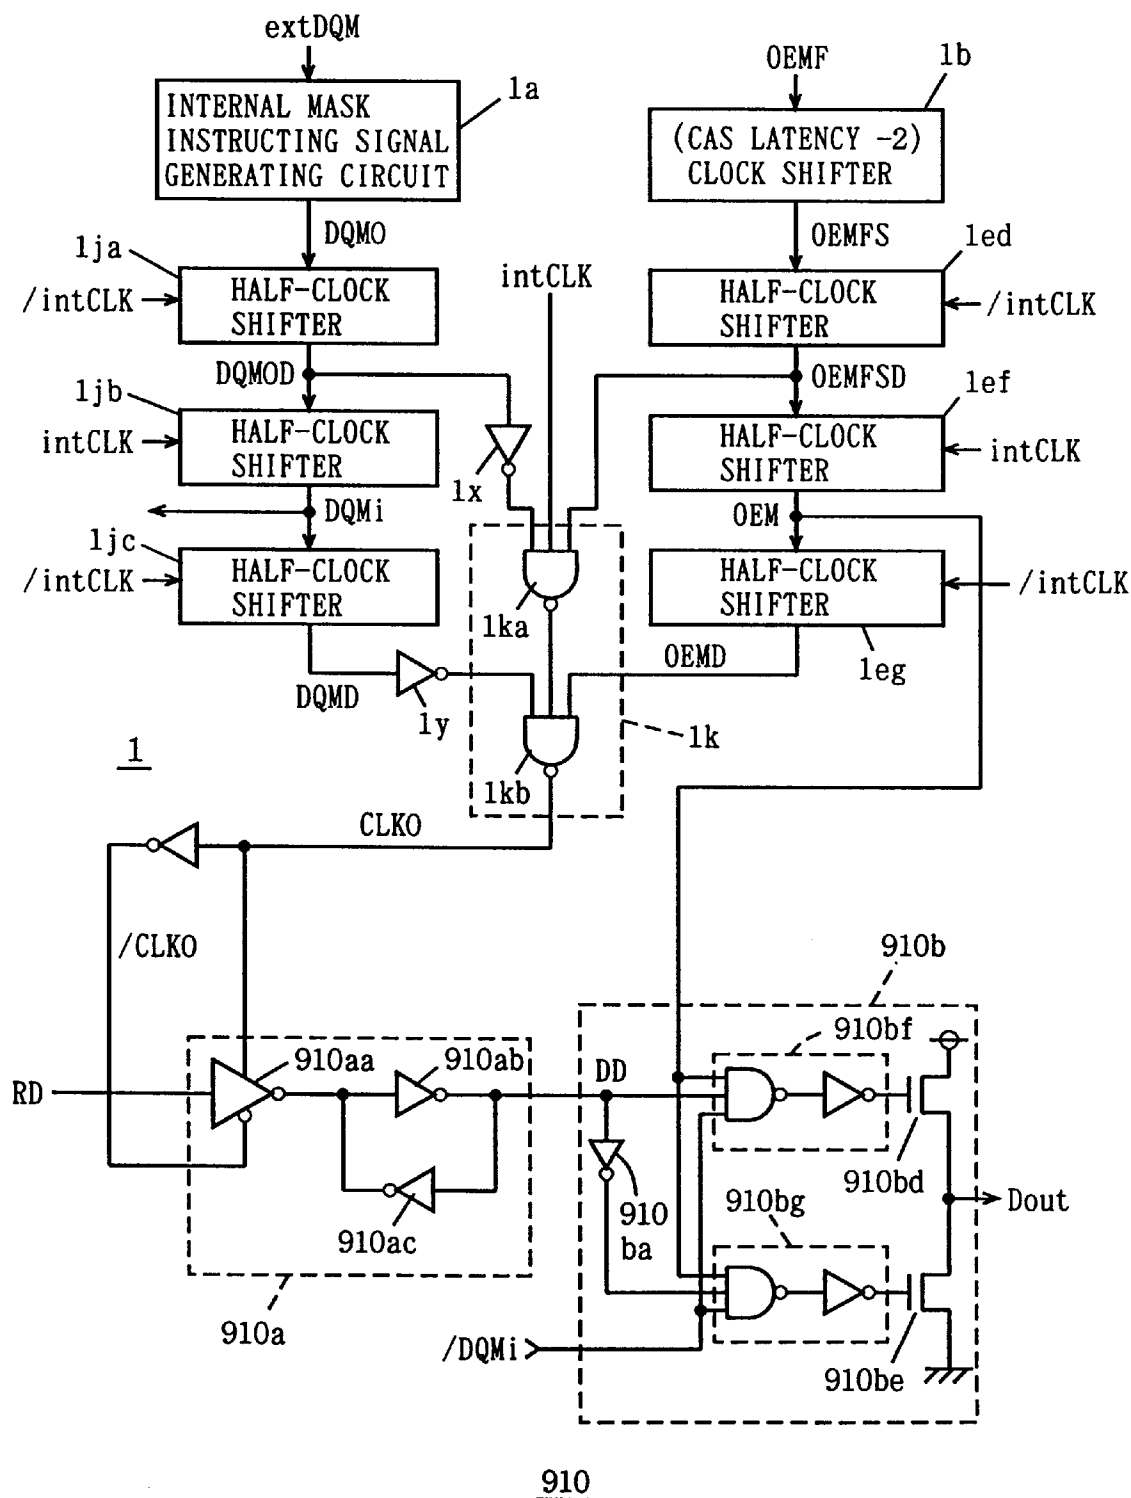 extDQM
INTERNAL MASK
INSTRUCTING SIGNAL
GENERATING CIRCUIT
1a
OEMF
1b
(CAS LATENCY -2)
CLOCK SHIFTER
DQM0
OEMFS
1ja
/intCLK
HALF-CLOCK
SHIFTER
intCLK
1ed
HALF-CLOCK
SHIFTER
/intCLK
DQM0D
OEMFSD
1jb
intCLK
HALF-CLOCK
SHIFTER
1x
1ef
HALF-CLOCK
SHIFTER
intCLK
DQMi
OEM
1jc
/intCLK
HALF-CLOCK
SHIFTER
1ka
HALF-CLOCK
SHIFTER
/intCLK
DQMD
1y
OEMD
1eg
1
1kb
1k
CLKO
/CLKO
910b
910aa
910ab
910bf
RD
DD
910ac
910
ba
910bd
910bg
Dout
910a
/DQMi
910be
910